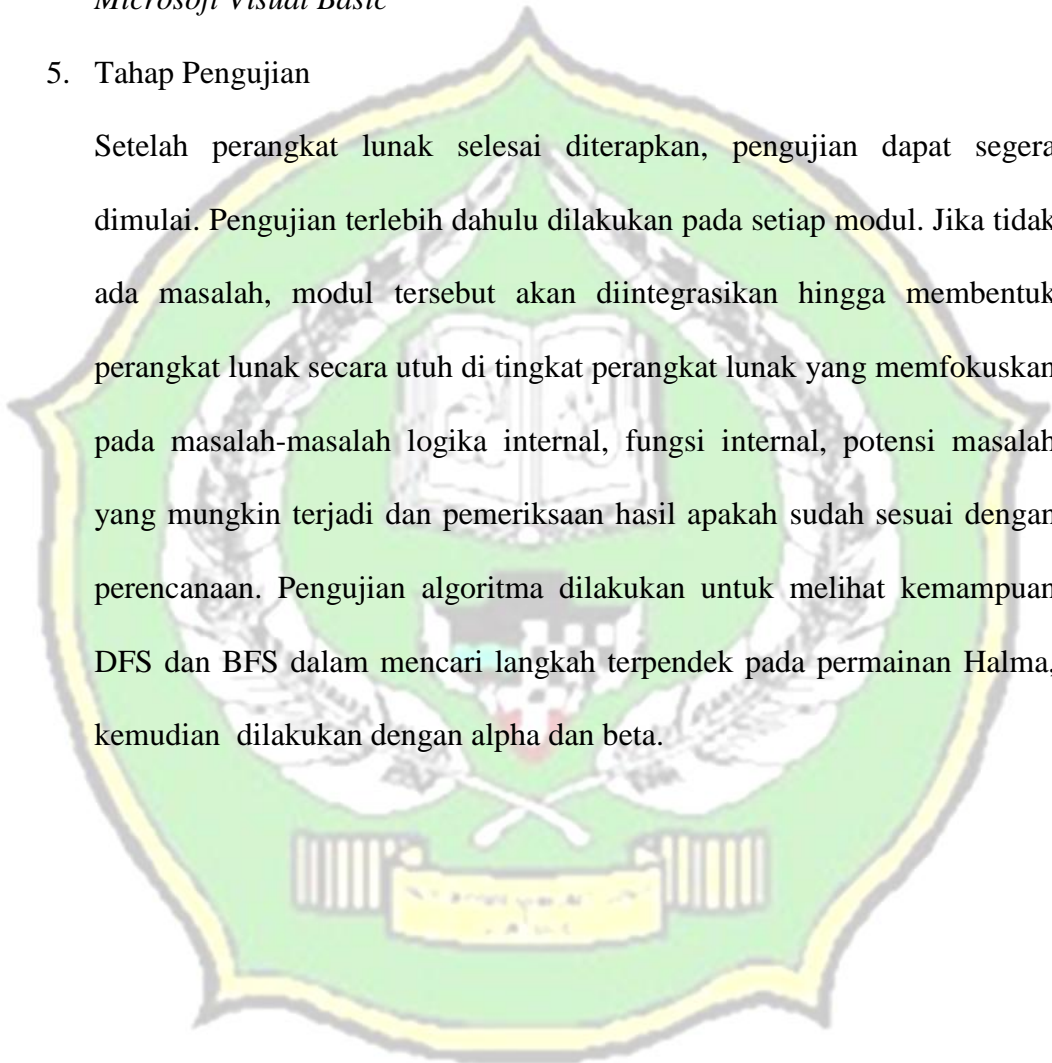 Microsoft Visual Basic
5. Tahap Pengujian
Setelah perangkat lunak selesai diterapkan, pengujian dapat segera
dimulai. Pengujian terlebih dahulu dilakukan pada setiap modul. Jika tidak
ada masalah, modul tersebut akan diintegrasikan hingga membentuk
perangkat lunak secara utuh di tingkat perangkat lunak yang memfokuskan
pada masalah-masalah logika internal, fungsi internal, potensi masalah
yang mungkin terjadi dan pemeriksaan hasil apakah sudah sesuai dengan
perencanaan. Pengujian algoritma dilakukan untuk melihat kemampuan
DFS dan BFS dalam mencari langkah terpendek pada permainan Halma,
kemudian dilakukan dengan alpha dan beta.